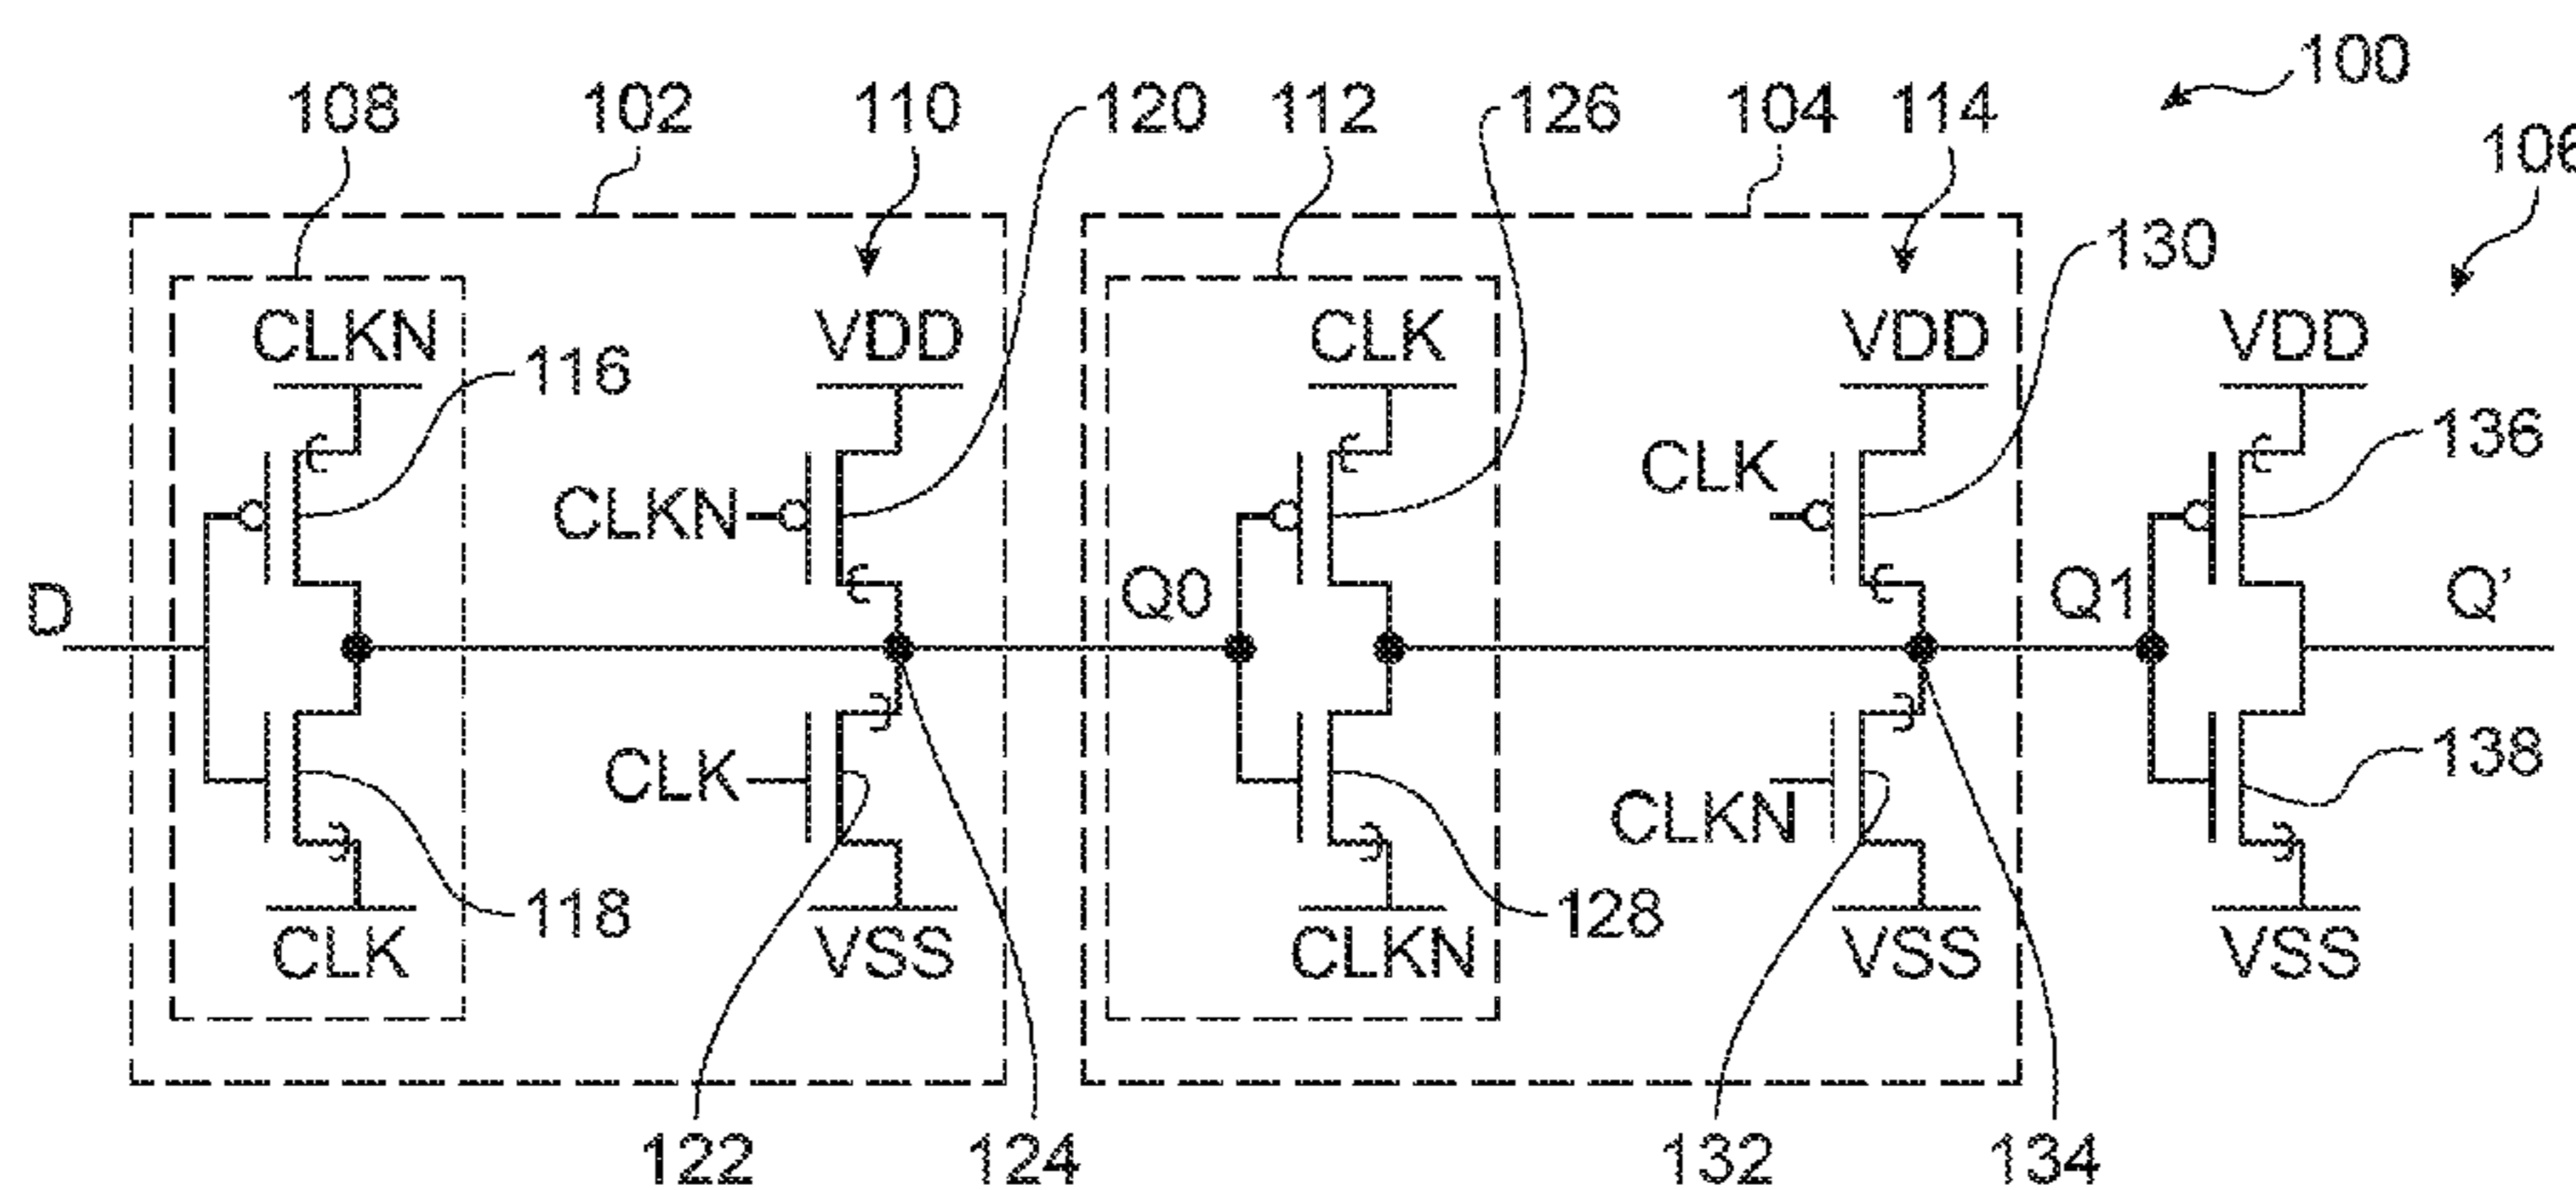 100
108 102 110 120 112 126 104 114
106
130
CLKN VDD CLK VDD VDD
116
136
CLKN CLK
D Q0 Q1 Q'
CLK CLKN
138
118 128
CLK VSS CLKN VSS VSS
122 124 132 134